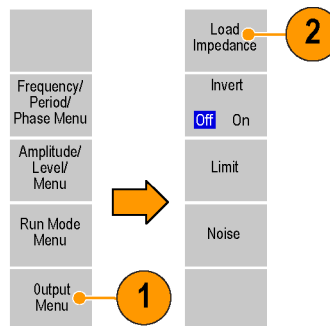 Frequency/
Period/
Phase Menu
Amplitude/
Level/
Menu
Run Mode
Menu
Output
Menu
1
Load
Impedance
2
Invert
Off On
Limit
Noise